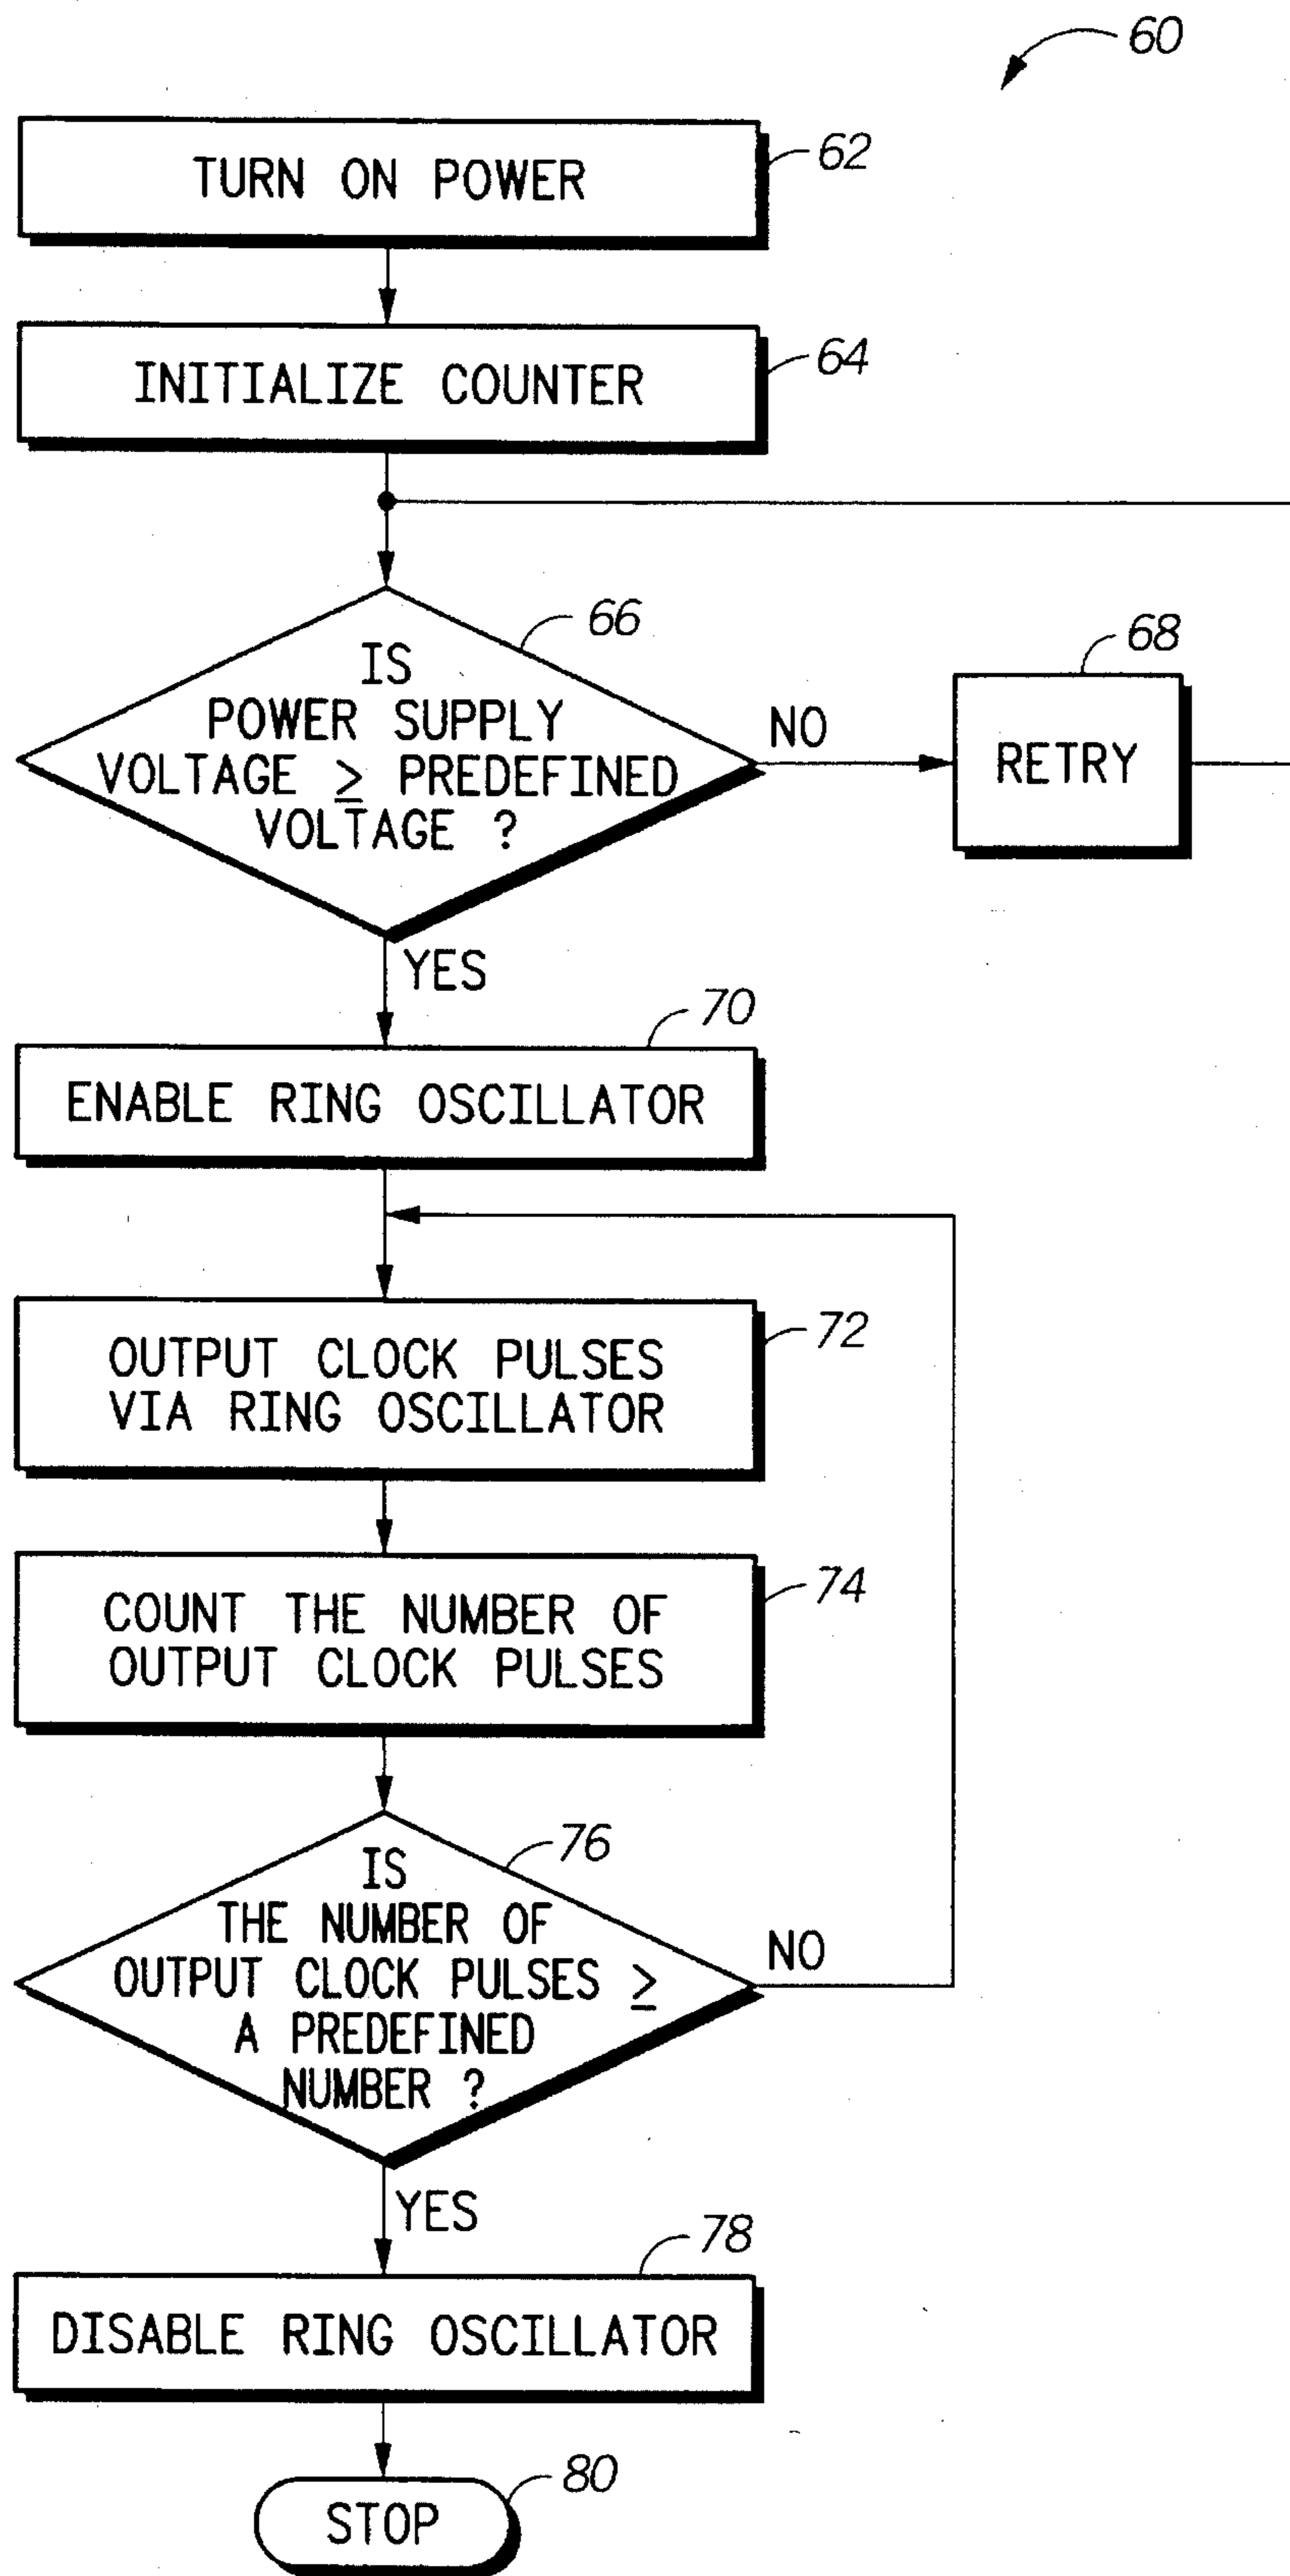 60
TURN ON POWER
62
INITIALIZE COUNTER
64
66
IS
POWER SUPPLY
VOLTAGE ≥ PREDEFINED
VOLTAGE ?
NO
68
RETRY
YES
70
ENABLE RING OSCILLATOR
72
OUTPUT CLOCK PULSES
VIA RING OSCILLATOR
74
COUNT THE NUMBER OF
OUTPUT CLOCK PULSES
76
IS
THE NUMBER OF
OUTPUT CLOCK PULSES ≥
A PREDEFINED
NUMBER ?
NO
YES
78
DISABLE RING OSCILLATOR
80
STOP